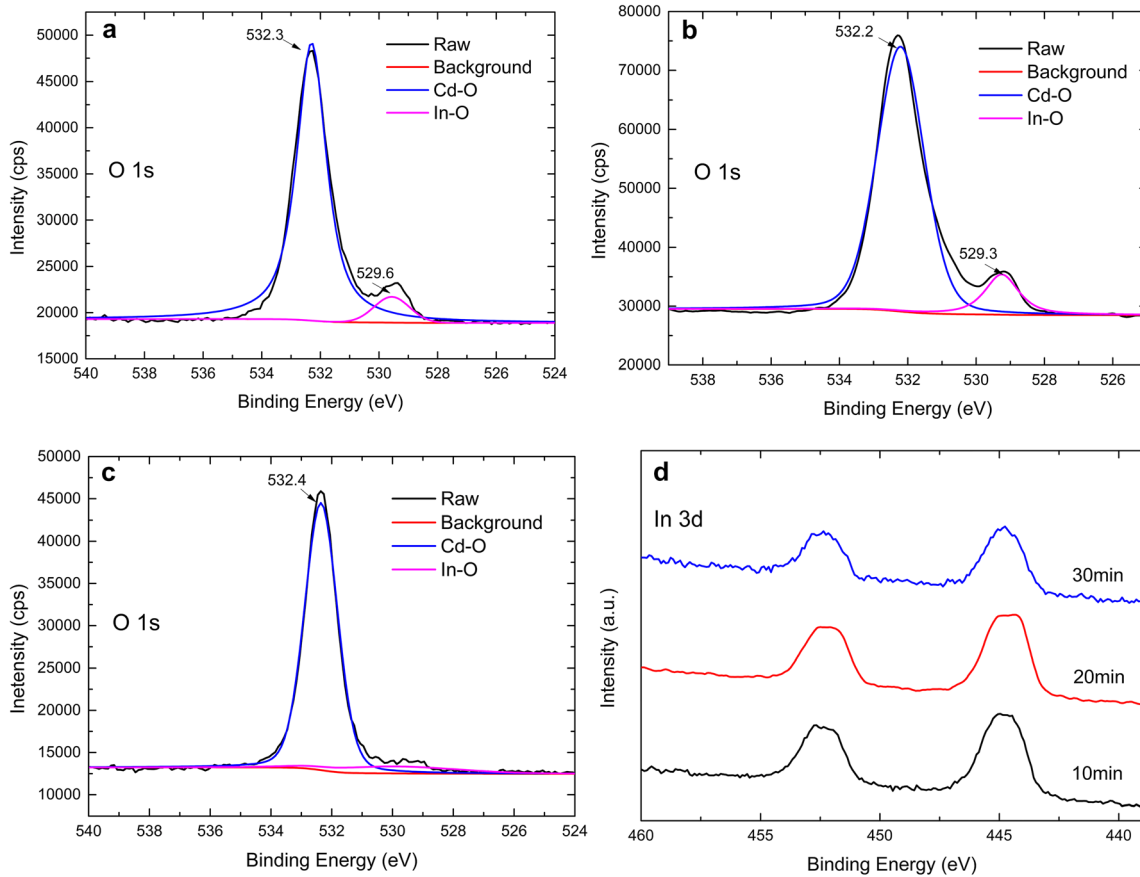 a
532.3
Raw
Background
Cd-O
In-O
O 1s
529.6
50000
45000
40000
35000
30000
25000
20000
15000
Intensity (cps)
540 538 536 534 532 530 528 526 524
Binding Energy (eV)
b
532.2
Raw
Background
Cd-O
In-O
O 1s
529.3
80000
70000
60000
50000
40000
30000
20000
Intensity (cps)
538 536 534 532 530 528 526
Binding Energy (eV)
c
532.4
Raw
Background
Cd-O
In-O
O 1s
50000
45000
40000
35000
30000
25000
20000
15000
10000
Inetensity (cps)
540 538 536 534 532 530 528 526 524
Binding Energy (eV)
d
In 3d
30min
20min
10min
Intensity (a.u.)
460 455 450 445 440
Binding Energy (eV)